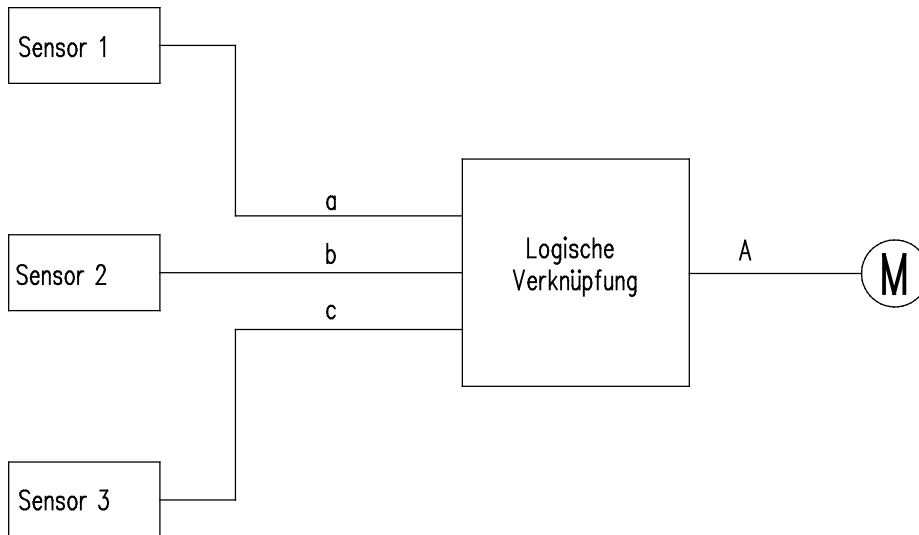 Sensor 1
a
Sensor 2
b
c
Logische
Verknüpfung
A
M
Sensor 3